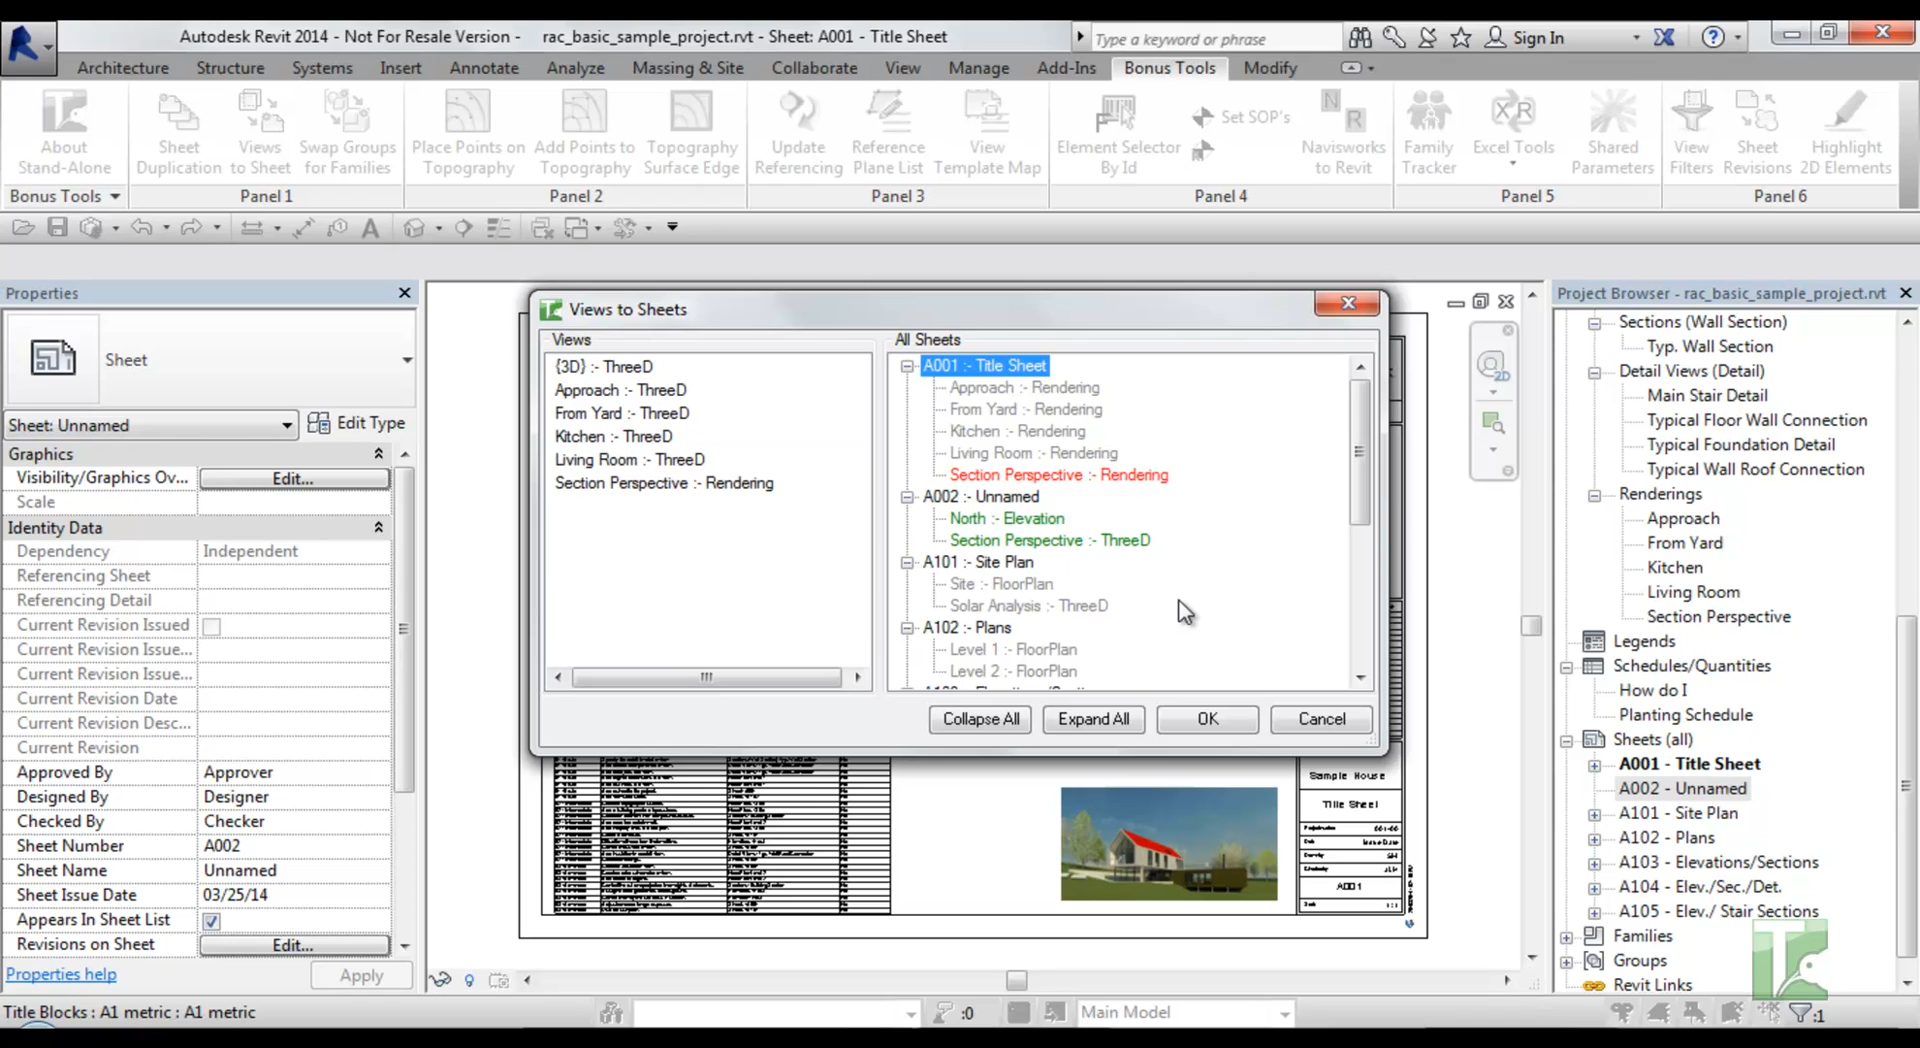 Autodesk Revit 2014 - Not For Resale Version - rac_basic_sample_project.rvt - Sheet: A001 - Title Sheet
Type a keyword or phrase
Sign In
Architecture Structure Systems Insert Annotate Analyze Massing & Site Collaborate View Manage Add-Ins Bonus Tools Modify
About Stand-Alone
Sheet Duplication
Views to Sheet
Swap Groups for Families
Place Points on Topography
Add Points to Topography
Topography Surface Edge
Update Referencing
Reference Plane List
View Template Map
Element Selector By Id
Set SOP's
Navisworks to Revit
Family Tracker
Excel Tools
Shared Parameters
View Filters
Sheet Revisions
Highlight 2D Elements
Bonus Tools Panel 1 Panel 2 Panel 3 Panel 4 Panel 5 Panel 6
Properties
Sheet
Sheet: Unnamed Edit Type
Graphics
Visibility/Graphics Ov... Edit...
Scale
Identity Data
Dependency Independent
Referencing Sheet
Referencing Detail
Current Revision Issued
Current Revision Issue...
Current Revision Issue...
Current Revision Date
Current Revision Desc...
Current Revision
Approved By Approver
Designed By Designer
Checked By Checker
Sheet Number A002
Sheet Name Unnamed
Sheet Issue Date 03/25/14
Appears In Sheet List
Revisions on Sheet Edit...
Properties help Apply
Views to Sheets
Views
{3D} :- ThreeD
Approach :- ThreeD
From Yard :- ThreeD
Kitchen :- ThreeD
Living Room :- ThreeD
Section Perspective :- Rendering
All Sheets
A001 :- Title Sheet
Approach :- Rendering
From Yard :- Rendering
Kitchen :- Rendering
Living Room :- Rendering
Section Perspective :- Rendering
A002 :- Unnamed
North :- Elevation
Section Perspective :- ThreeD
A101 :- Site Plan
Site :- FloorPlan
Solar Analysis :- ThreeD
A102 :- Plans
Level 1 :- FloorPlan
Level 2 :- FloorPlan
Collapse All Expand All OK Cancel
Sample House
Title Sheet
A001
2D
Project Browser - rac_basic_sample_project.rvt
Sections (Wall Section)
Typ. Wall Section
Detail Views (Detail)
Main Stair Detail
Typical Floor Wall Connection
Typical Foundation Detail
Typical Wall Roof Connection
Renderings
Approach
From Yard
Kitchen
Living Room
Section Perspective
Legends
Schedules/Quantities
How do I
Planting Schedule
Sheets (all)
A001 - Title Sheet
A002 - Unnamed
A101 - Site Plan
A102 - Plans
A103 - Elevations/Sections
A104 - Elev./Sec./Det.
A105 - Elev./ Stair Sections
Families
Groups
Revit Links
Title Blocks : A1 metric : A1 metric
:0
Main Model
:1